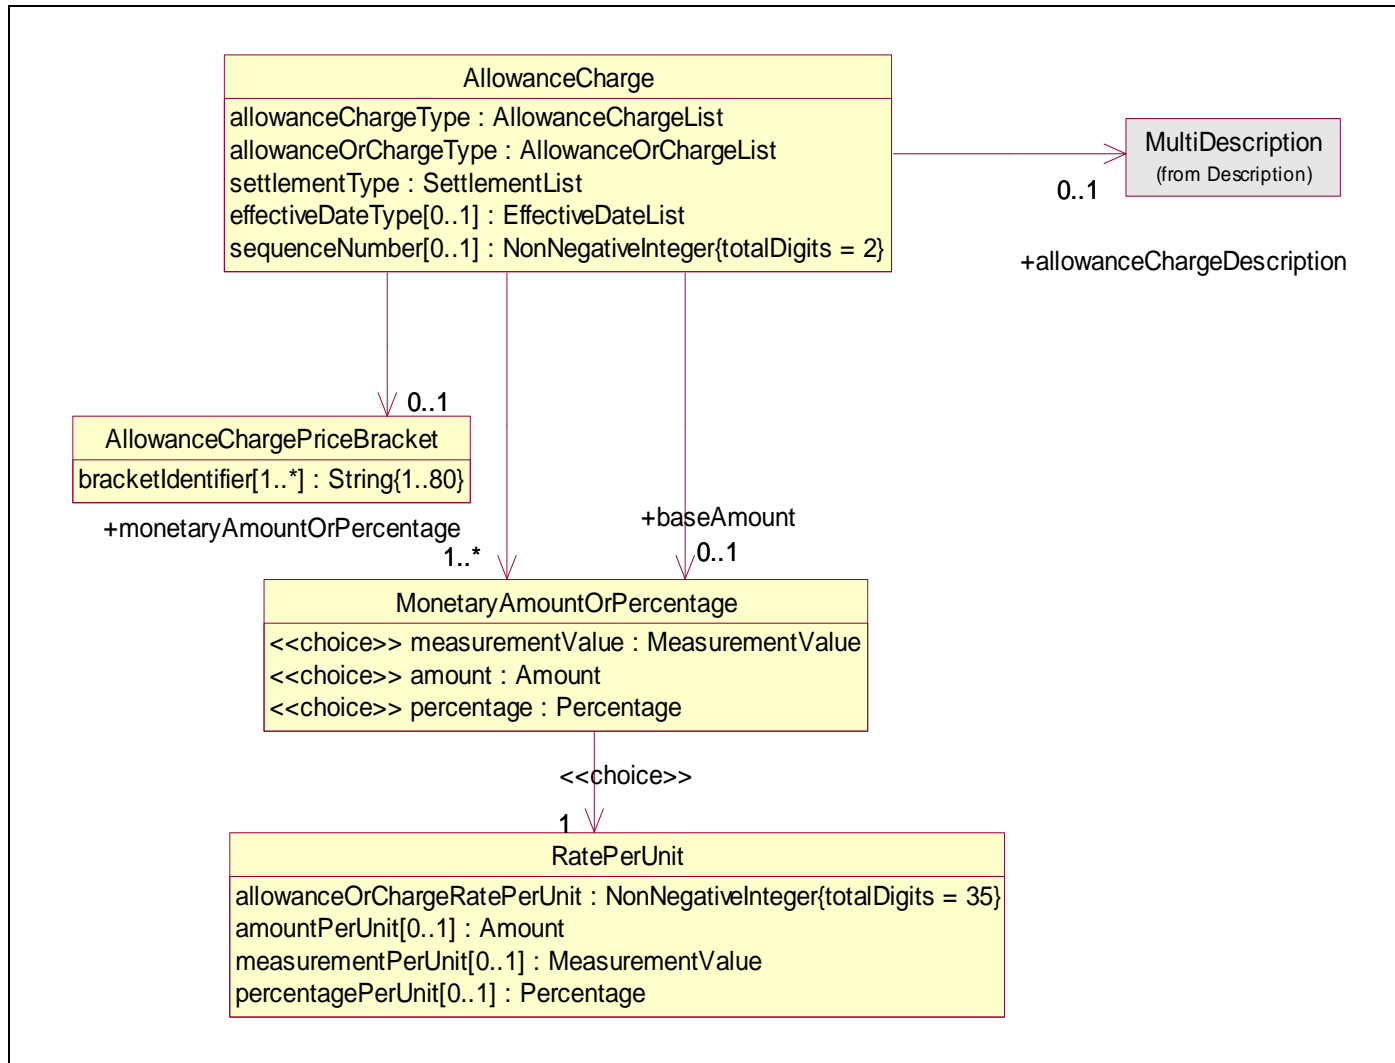 AllowanceCharge
allowanceChargeType : AllowanceChargeList
allowanceOrChargeType : AllowanceOrChargeList
settlementType : SettlementList
effectiveDateType[0..1] : EffectiveDateList
sequenceNumber[0..1] : NonNegativeInteger{totalDigits = 2}
MultiDescription
(from Description)
0..1
+allowanceChargeDescription
0..1
AllowanceChargePriceBracket
bracketIdentifier[1..*] : String{1..80}
+monetaryAmountOrPercentage
1..*
+baseAmount
0..1
MonetaryAmountOrPercentage
<<choice>> measurementValue : MeasurementValue
<<choice>> amount : Amount
<<choice>> percentage : Percentage
<<choice>>
1
RatePerUnit
allowanceOrChargeRatePerUnit : NonNegativeInteger{totalDigits = 35}
amountPerUnit[0..1] : Amount
measurementPerUnit[0..1] : MeasurementValue
percentagePerUnit[0..1] : Percentage